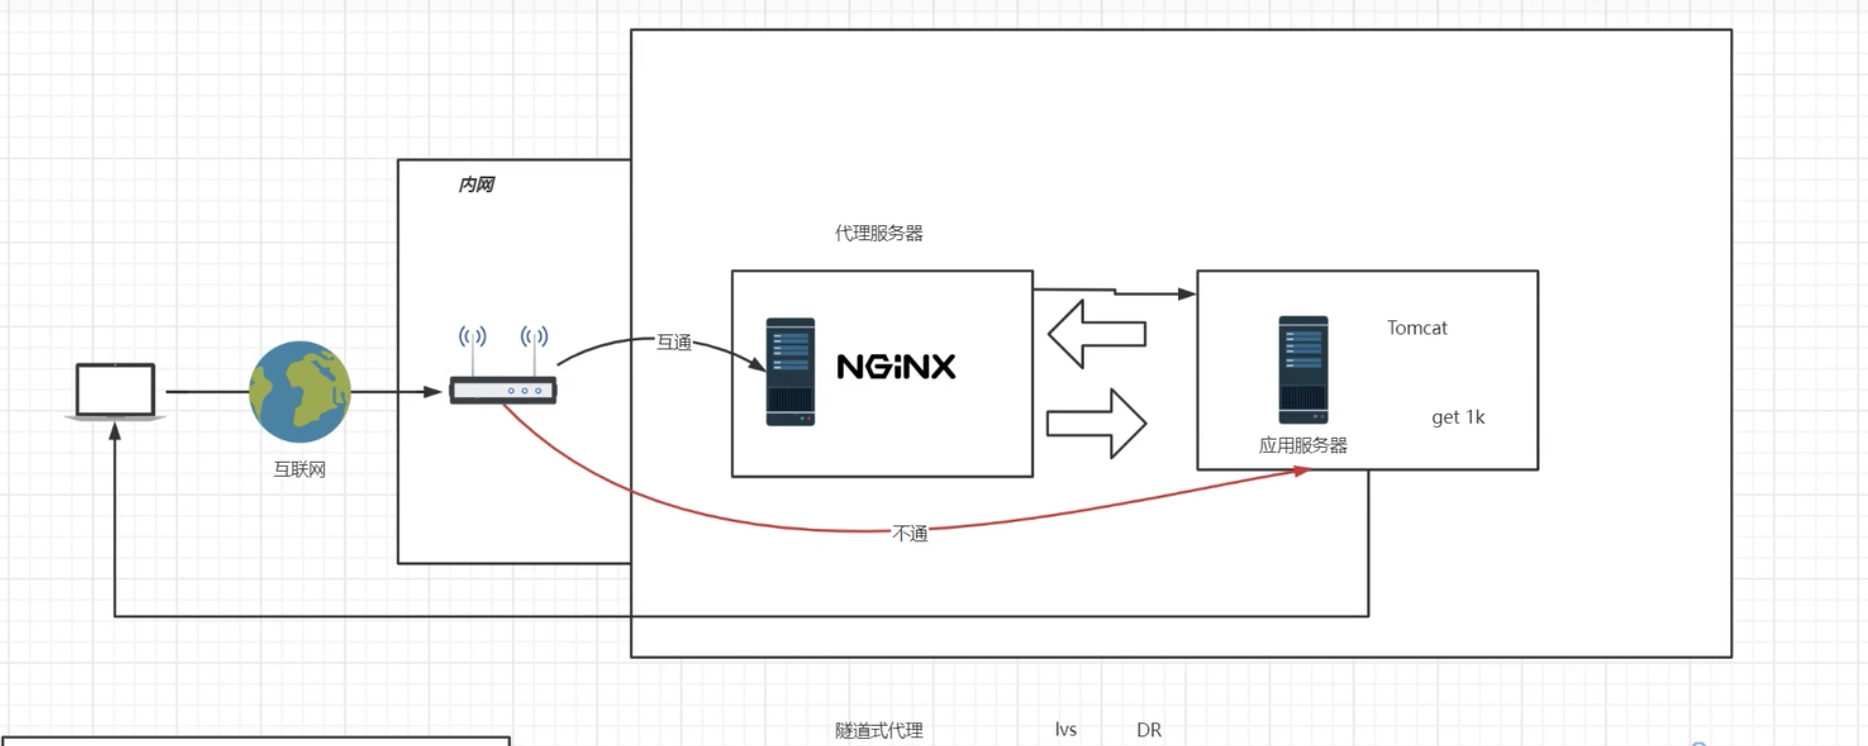 内网
代理服务器
互通
NGiNX
Tomcat
get 1k
应用服务器
互联网
不通
隧道式代理 lvs DR